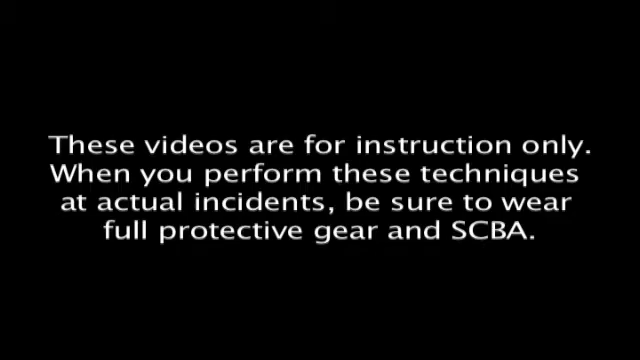 These videos are for instruction only.
When you perform these techniques
at actual incidents, be sure to wear
full protective gear and SCBA.